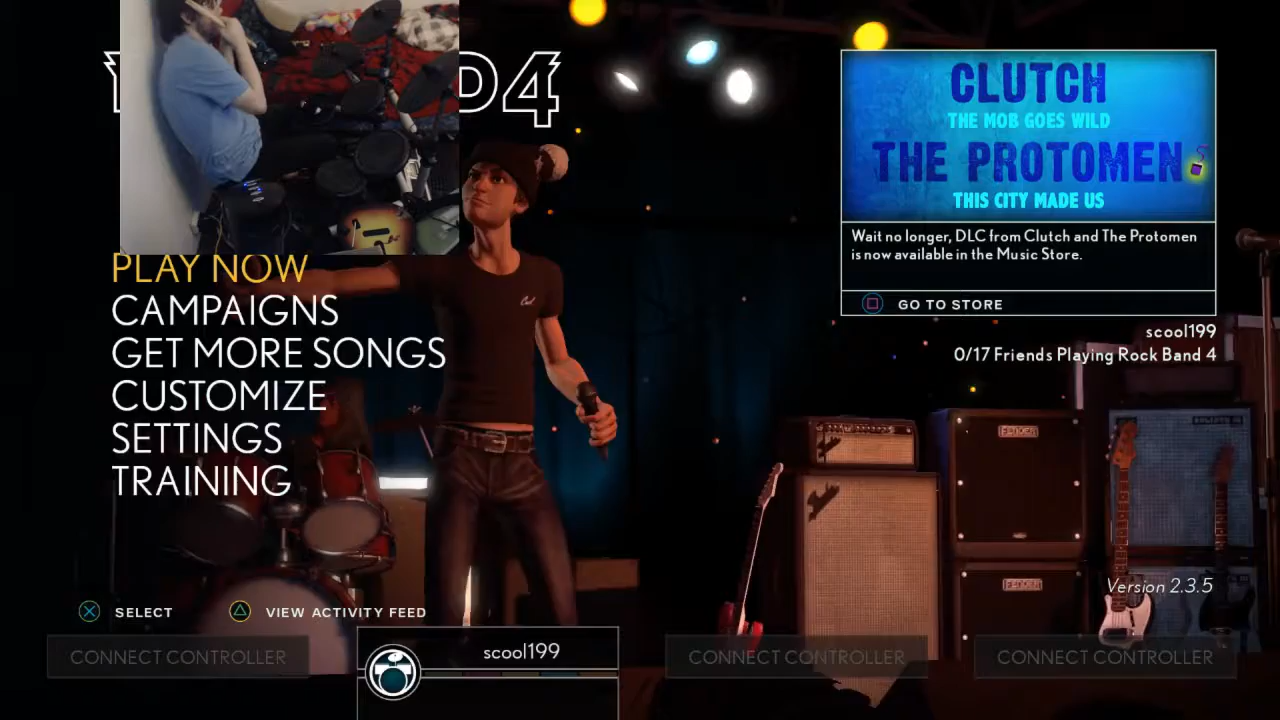 D4
CLUTCH
THE MOB GOES WILD
THE PROTOMEN
THIS CITY MADE US
Wait no longer, DLC from Clutch and The Protomen
is now available in the Music Store.
GO TO STORE
scool199
0/17 Friends Playing Rock Band 4
PLAY NOW
CAMPAIGNS
GET MORE SONGS
CUSTOMIZE
SETTINGS
TRAINING
FENDER
FENDER
Version 2.3.5
SELECT
VIEW ACTIVITY FEED
CONNECT CONTROLLER
scool199
CONNECT CONTROLLER
CONNECT CONTROLLER